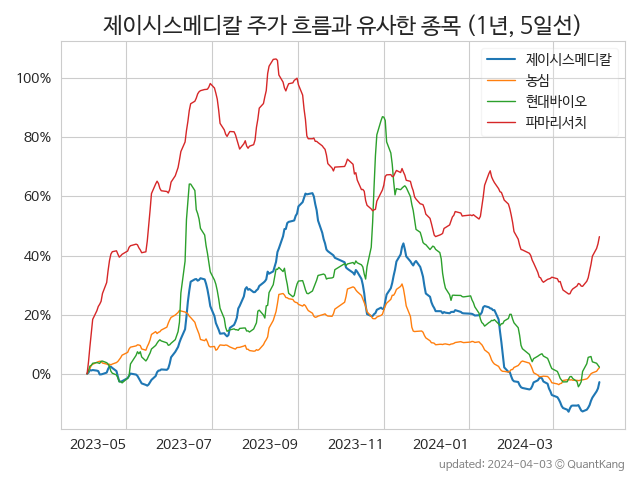 제이시스메디칼 주가 흐름과 유사한 종목 (1년, 5일선)
제이시스메디칼
농심
현대바이오
파마리서치
100%
80%
60%
40%
20%
0%
2023-05 2023-07 2023-09 2023-11 2024-01 2024-03
updated: 2024-04-03 © QuantKang